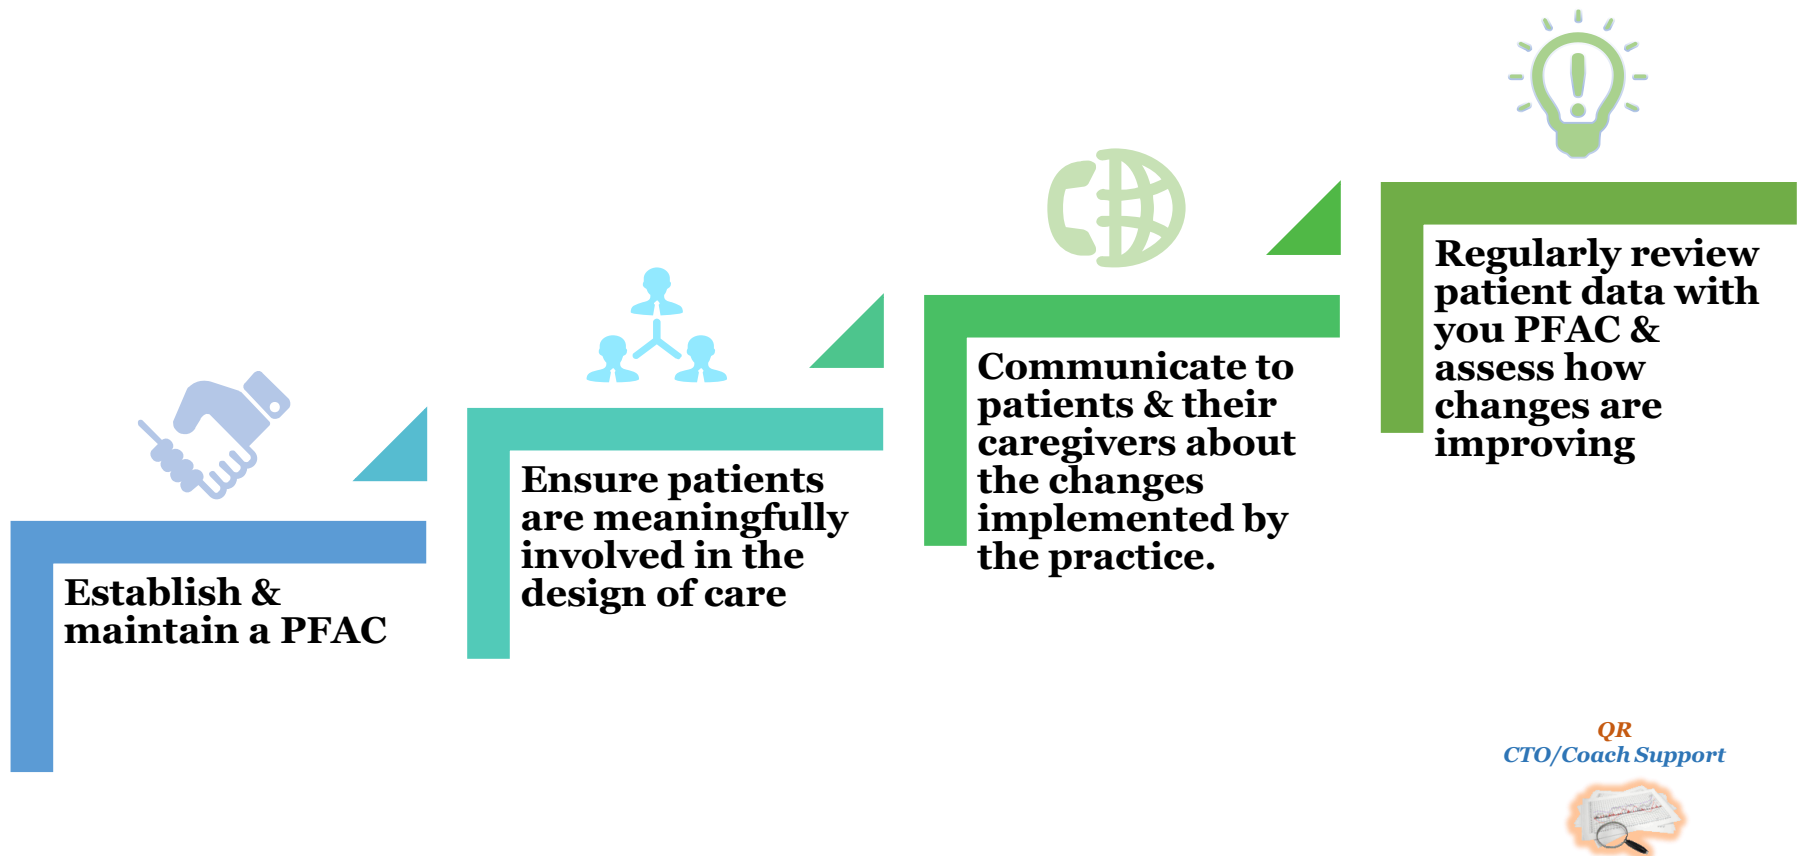 Establish &
maintain a PFAC
Ensure patients
are meaningfully
involved in the
design of care
Communicate to
patients & their
caregivers about
the changes
implemented by
the practice.
Regularly review
patient data with
you PFAC &
assess how
changes are
improving
QR
CTO/Coach Support